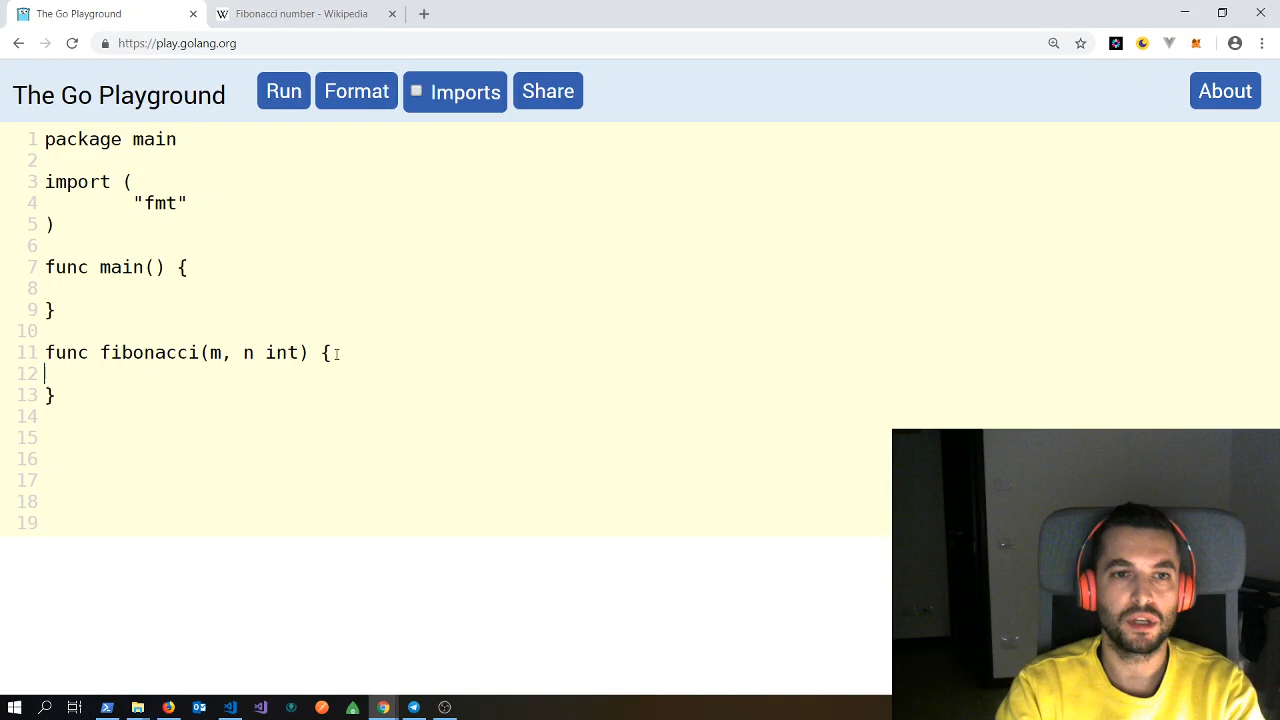 The Go Playground
Fibonacci number - Wikipedia
https://play.golang.org
The Go Playground
Run
Format
Imports
Share
About
1 package main
2
3 import (
4 "fmt"
5 )
6
7 func main() {
8
9 }
10
11 func fibonacci(m, n int) {
12
13 }
14
15
16
17
18
19